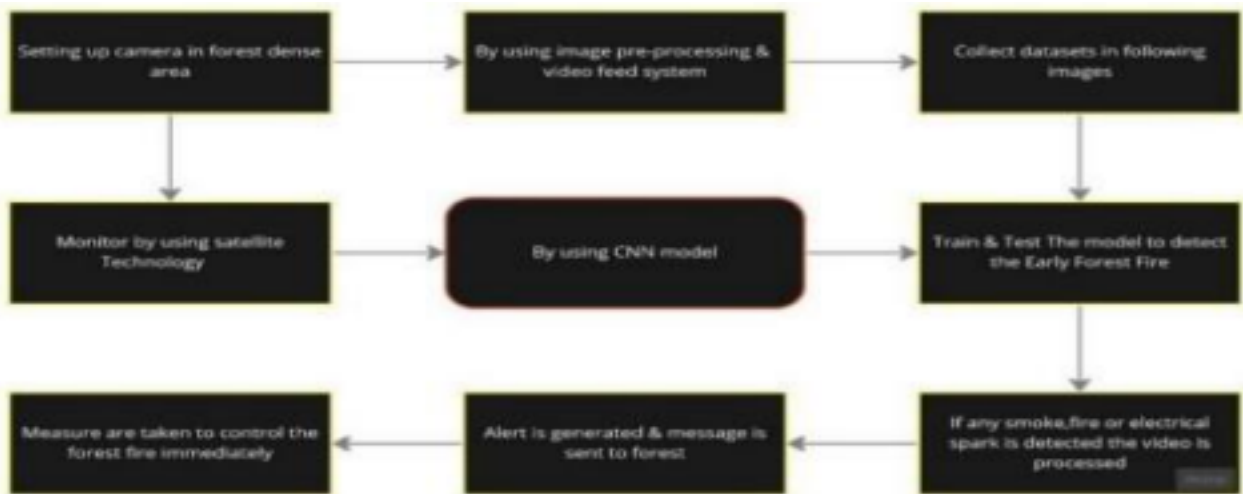 Setting up camera in forest dense
area
By using image pre-processing &
video feed system
Collect datasets in following
images
Monitor by using satellite
Technology
By using CNN model
Train & Test The model to detect
the Early Forest Fire
If any smoke,fire or electrical
spark is detected the video is
processed
Alert is generated & message is
sent to forest
Measure are taken to control the
forest fire immediately